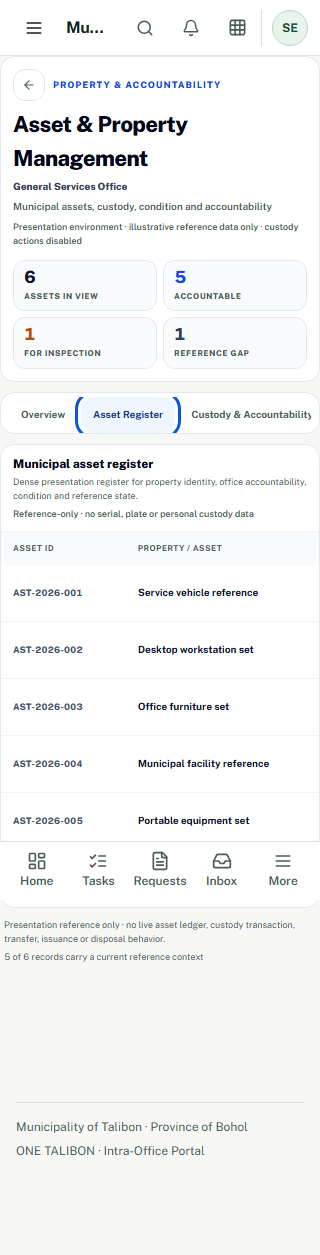 Mu...
SE
PROPERTY & ACCOUNTABILITY
Asset & Property
Management
General Services Office
Municipal assets, custody, condition and accountability
Presentation environment · illustrative reference data only · custody
actions disabled
6
ASSETS IN VIEW
5
ACCOUNTABLE
1
FOR INSPECTION
1
REFERENCE GAP
Overview
Asset Register
Custody & Accountability
Municipal asset register
Dense presentation register for property identity, office accountability,
condition and reference state.
Reference-only · no serial, plate or personal custody data
ASSET ID PROPERTY / ASSET
AST-2026-001 Service vehicle reference
AST-2026-002 Desktop workstation set
AST-2026-003 Office furniture set
AST-2026-004 Municipal facility reference
AST-2026-005 Portable equipment set
Home
Tasks
Requests
Inbox
More
Presentation reference only · no live asset ledger, custody transaction,
transfer, issuance or disposal behavior.
5 of 6 records carry a current reference context
Municipality of Talibon · Province of Bohol
ONE TALIBON · Intra-Office Portal